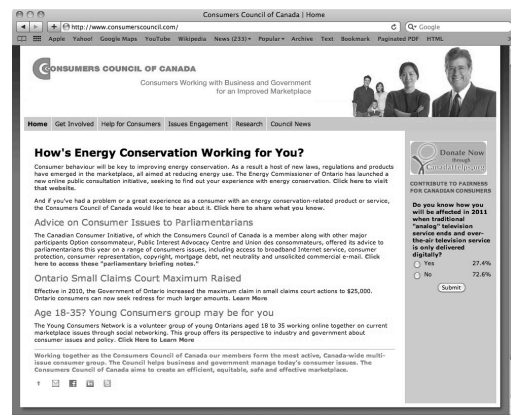 Consumers Council of Canada | Home
http://www.consumerscouncil.com/
Google
Apple Yahoo! Google Maps YouTube Wikipedia News (233) Popular Archive Text Bookmark Paginated PDF HTML
CONSUMERS COUNCIL OF CANADA
Consumers Working with Business and Government
for an Improved Marketplace
Home Get Involved Help for Consumers Issues Engagement Research Council News
How's Energy Conservation Working for You?
Consumer behaviour will be key to improving energy conservation. As a result a host of new laws, regulations and products
have emerged in the marketplace, all aimed at reducing energy use. The Energy Commissioner of Ontario has launched a
new online public consultation initiative, seeking to find out your experience with energy conservation. Click here to visit
that website.
And if you've had a problem or a great experience as a consumer with an energy conservation-related product or service,
the Consumers Council of Canada would like to hear about it. Click here to share what you know.
Advice on Consumer Issues to Parliamentarians
The Canadian Consumer Initiative, of which the Consumers Council of Canada is a member along with other major
participants Option consommateur, Public Interest Advocacy Centre and Union des consommateurs, offered its advice to
parliamentarians this year on a range of consumers issues, including access to broadband Internet service, consumer
protection, consumer representation, copyright, mortgage debt, net neutrality and unsolicited commercial e-mail. Click
here to access those "parliamentary briefing notes."
Ontario Small Claims Court Maximum Raised
Effective in 2010, the Government of Ontario increased the maximum claim in small claims court actions to $25,000.
Ontario consumers can now seek redress for much larger amounts. Learn More
Age 18-35? Young Consumers group may be for you
The Young Consumers Network is a volunteer group of young Ontarians aged 18 to 35 working online together on current
marketplace issues through social networking. This group offers its perspective to industry and government about
consumer issues and policy. Click Here to Learn More
Working together as the Consumers Council of Canada our members form the most active, Canada-wide multi-
issue consumer group. The Council helps business and government manage today's consumer issues. The
Consumers Council of Canada aims to create an efficient, equitable, safe and effective marketplace.
Donate Now
through
CanadaHelps.org
CONTRIBUTE TO FAIRNESS
FOR CANADIAN CONSUMERS
Do you know how you
will be affected in 2011
when traditional
"analog" television
service ends and over-
the-air television service
is only delivered
digitally?
Yes 27.4%
No 72.6%
Submit